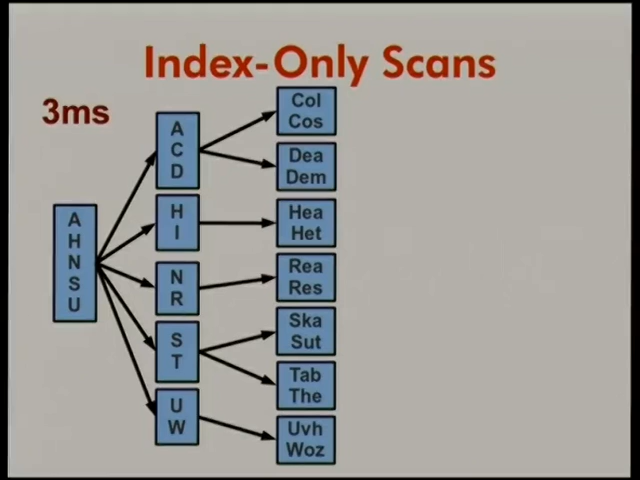 Index-Only Scans
3ms
A
H
N
S
U
A
C
D
H
I
N
R
S
T
U
W
Col
Cos
Dea
Dem
Hea
Het
Rea
Res
Ska
Sut
Tab
The
Uvh
Woz